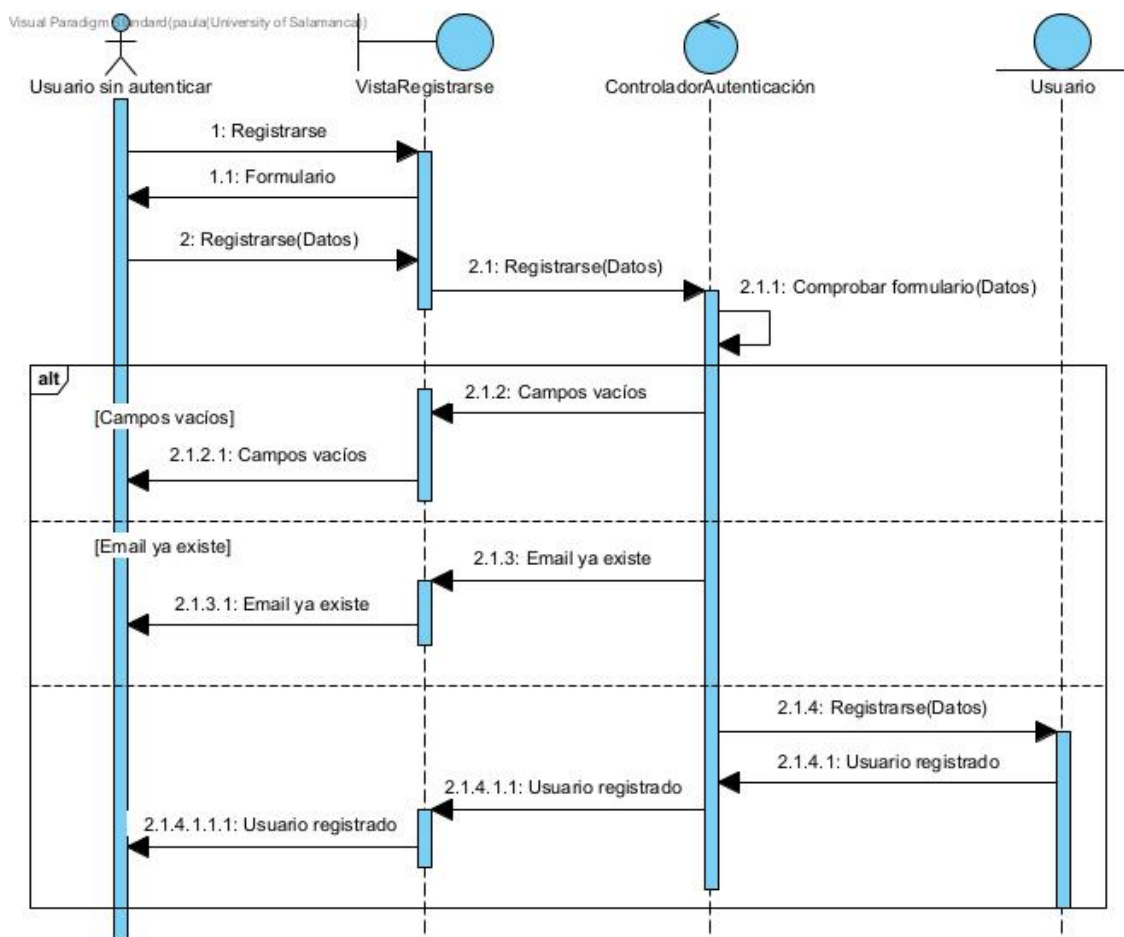 Visual Paradigm Standard(paula(University of Salamanca))
Usuario sin autenticar
VistaRegistrarse
ControladorAutenticación
Usuario
1: Registrarse
1.1: Formulario
2: Registrarse(Datos)
2.1: Registrarse(Datos)
2.1.1: Comprobar formulario(Datos)
alt
2.1.2: Campos vacíos
[Campos vacíos]
2.1.2.1: Campos vacíos
[Email ya existe]
2.1.3: Email ya existe
2.1.3.1: Email ya existe
2.1.4: Registrarse(Datos)
2.1.4.1: Usuario registrado
2.1.4.1.1: Usuario registrado
2.1.4.1.1.1: Usuario registrado